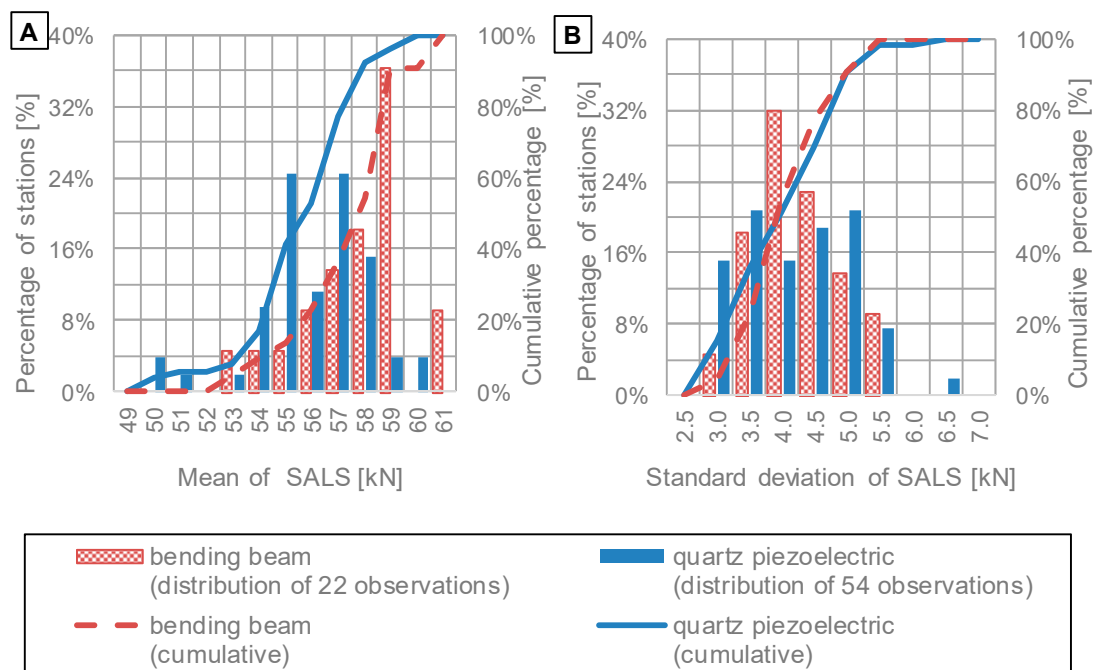 A
Percentage of stations [%]
40%
32%
24%
16%
8%
0%
100%
80%
60%
40%
20%
0%
Cumulative percentage [%]
49 50 51 52 53 54 55 56 57 58 59 60 61
Mean of SALS [kN]
B
Percentage of stations [%]
40%
32%
24%
16%
8%
0%
100%
80%
60%
40%
20%
0%
Cumulative percentage [%]
2.5 3.0 3.5 4.0 4.5 5.0 5.5 6.0 6.5 7.0
Standard deviation of SALS [kN]
bending beam
(distribution of 22 observations)
quartz piezoelectric
(distribution of 54 observations)
bending beam
(cumulative)
quartz piezoelectric
(cumulative)